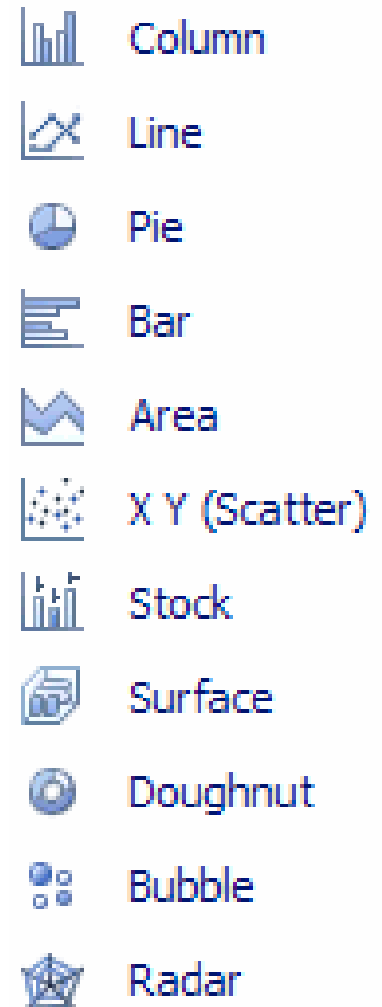 Column
Line
Pie
Bar
Area
X Y (Scatter)
Stock
Surface
Doughnut
Bubble
Radar